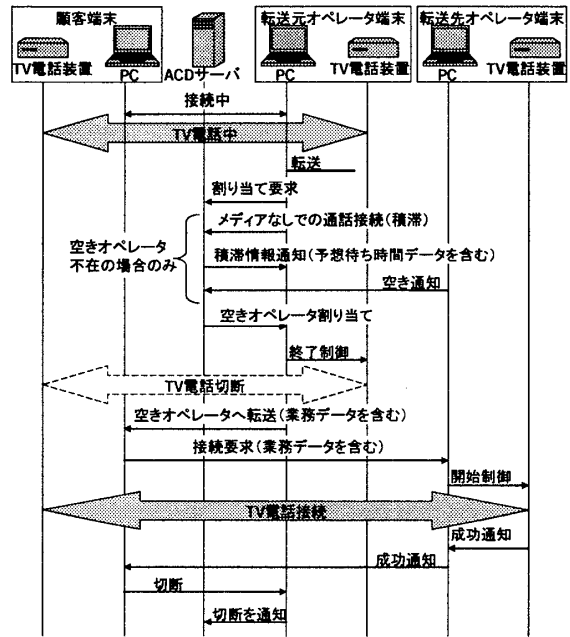 顧客端末
転送元オペレータ端末
転送先オペレータ端末
TV電話装置
PC
ACDサーバ
PC
TV電話装置
PC
TV電話装置
接続中
TV電話中
転送
割り当て要求
メディアなしでの通話接続(積滞)
空きオペレータ
不在の場合のみ
積滞情報通知(予想待ち時間データを含む)
空き通知
空きオペレータ割り当て
終了制御
TV電話切断
空きオペレータへ転送(業務データを含む)
接続要求(業務データを含む)
開始制御
TV電話接続
成功通知
成功通知
切断
切断を通知